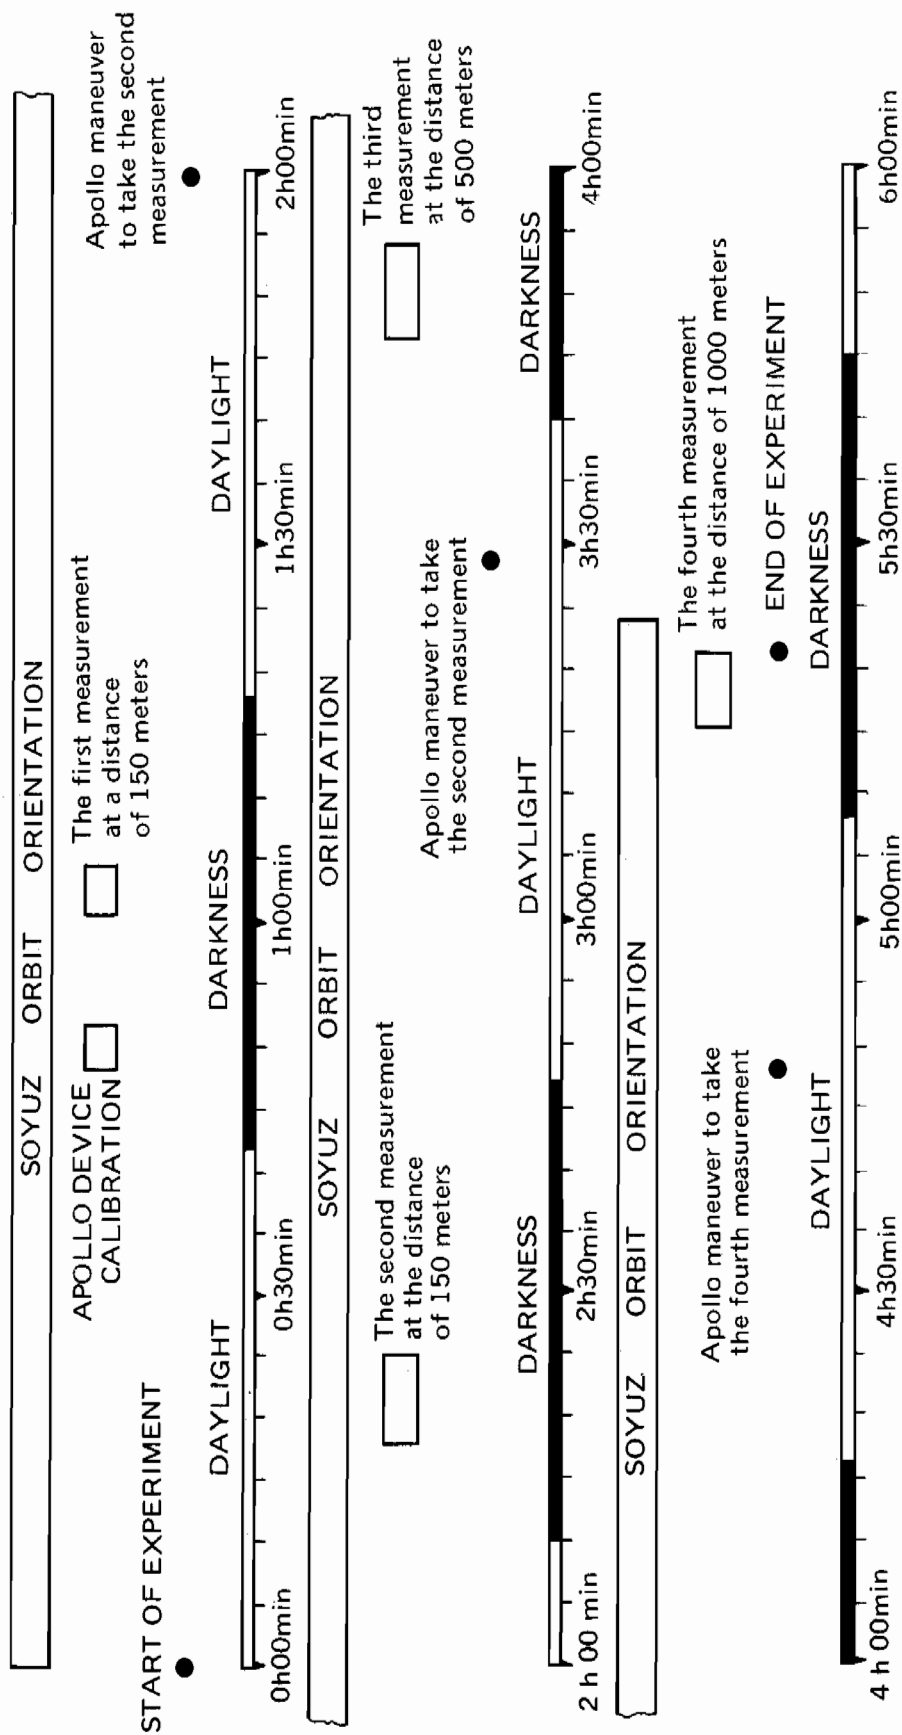 SOYUZ ORBIT ORIENTATION
APOLLO DEVICE
CALIBRATION
The first measurement
at a distance
of 150 meters
Apollo maneuver
to take the second
measurement
START OF EXPERIMENT
DAYLIGHT
DARKNESS
DAYLIGHT
0h00min
0h30min
1h00min
1h30min
2h00min
SOYUZ ORBIT ORIENTATION
The second measurement
at the distance
of 150 meters
The third
measurement
at the distance
of 500 meters
Apollo maneuver to take
the second measurement
DARKNESS
DAYLIGHT
DARKNESS
2 h 00 min
2h30min
3h00min
3h30min
4h00min
SOYUZ ORBIT ORIENTATION
The fourth measurement
at the distance of 1000 meters
Apollo maneuver to take
the fourth measurement
END OF EXPERIMENT
DAYLIGHT
DARKNESS
4 h 00min
4h30min
5h00min
5h30min
6h00min